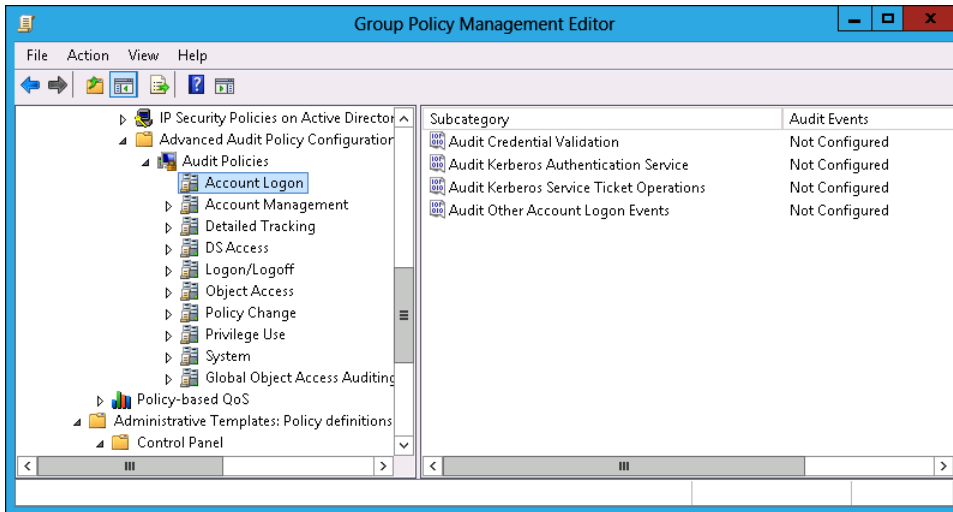 Group Policy Management Editor
File Action View Help
IP Security Policies on Active Director
Advanced Audit Policy Configuration
Audit Policies
Account Logon
Account Management
Detailed Tracking
DS Access
Logon/Logoff
Object Access
Policy Change
Privilege Use
System
Global Object Access Auditing
Policy-based QoS
Administrative Templates: Policy definitions
Control Panel
Subcategory Audit Events
Audit Credential Validation Not Configured
Audit Kerberos Authentication Service Not Configured
Audit Kerberos Service Ticket Operations Not Configured
Audit Other Account Logon Events Not Configured